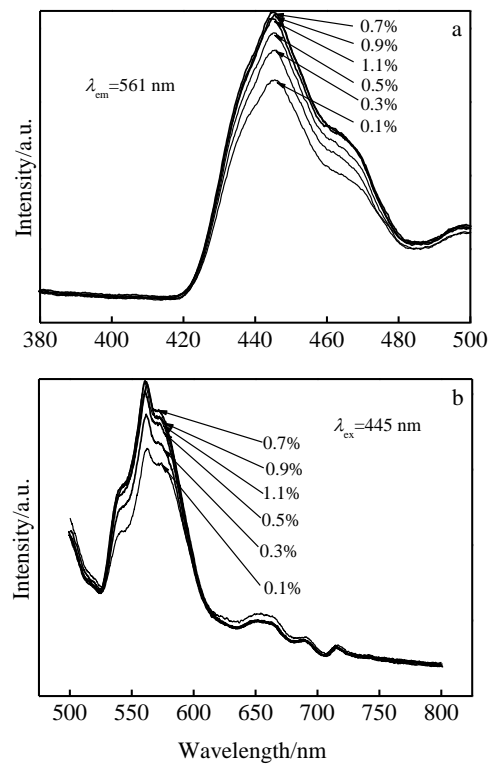 a
0.7%
0.9%
1.1%
0.5%
0.3%
0.1%
λem=561 nm
Intensity/a.u.
380 400 420 440 460 480 500
b
λex=445 nm
0.7%
0.9%
1.1%
0.5%
0.3%
0.1%
Intensity/a.u.
500 550 600 650 700 750 800
Wavelength/nm